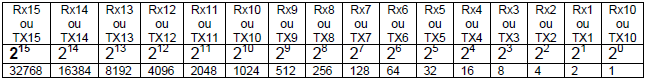 Rx15 Rx14 Rx13 Rx12 Rx11 Rx10 Rx9 Rx8 Rx7 Rx6 Rx5 Rx4 Rx3 Rx2 Rx1 Rx10
ou ou ou ou ou ou ou ou ou ou ou ou ou ou ou ou
TX15 TX14 TX13 TX12 TX11 TX10 TX9 TX8 TX7 TX6 TX5 TX4 TX3 TX2 TX1 TX10
2¹⁵ 2¹⁴ 2¹³ 2¹² 2¹¹ 2¹⁰ 2⁹ 2⁸ 2⁷ 2⁶ 2⁵ 2⁴ 2³ 2² 2¹ 2⁰
32768 16384 8192 4096 2048 1024 512 256 128 64 32 16 8 4 2 1